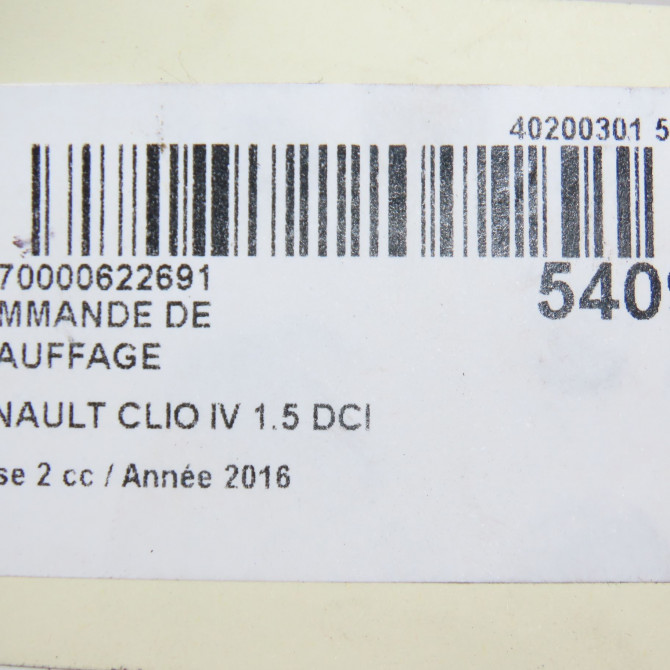 40200301 5
70000622691
540
MMANDE DE
AUFFAGE
NAULT CLIO IV 1.5 DCI
se 2 cc / Année 2016